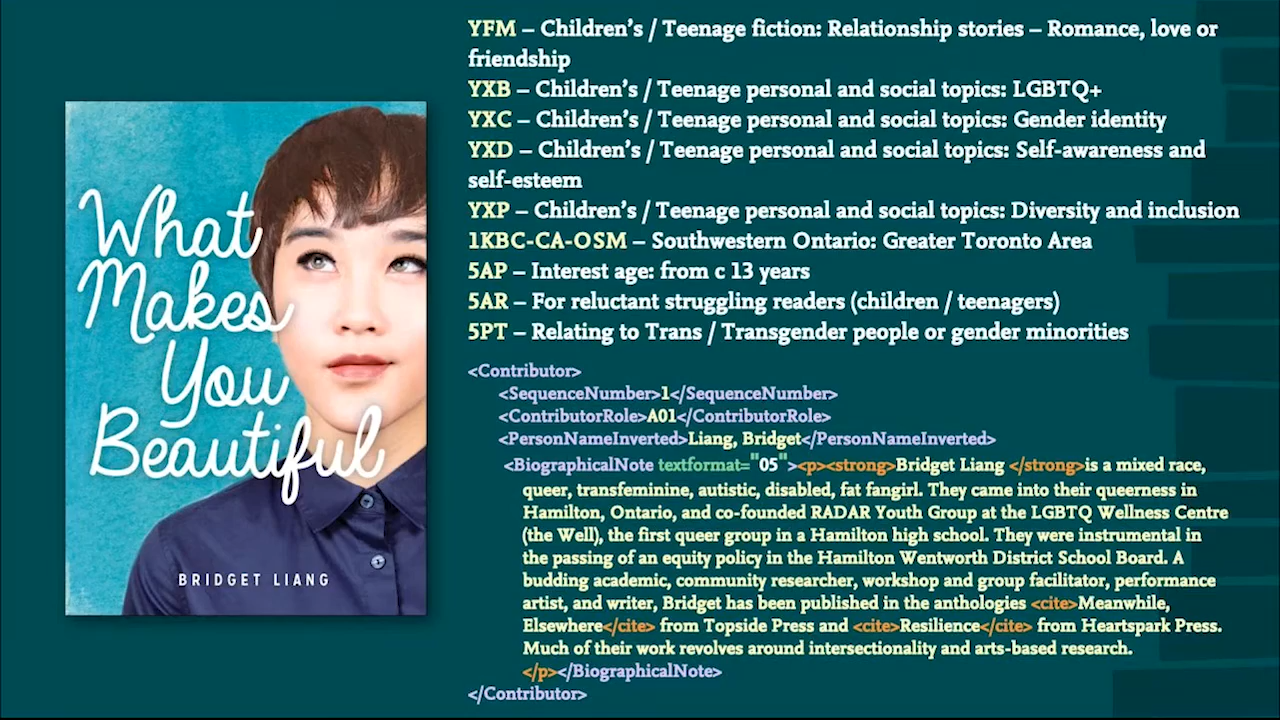 What
Makes
You
Beautiful
BRIDGET LIANG
YFM – Children’s / Teenage fiction: Relationship stories – Romance, love or
friendship
YXB – Children’s / Teenage personal and social topics: LGBTQ+
YXC – Children’s / Teenage personal and social topics: Gender identity
YXD – Children’s / Teenage personal and social topics: Self-awareness and
self-esteem
YXP – Children’s / Teenage personal and social topics: Diversity and inclusion
1KBC-CA-OSM – Southwestern Ontario: Greater Toronto Area
5AP – Interest age: from c 13 years
5AR – For reluctant struggling readers (children / teenagers)
5PT – Relating to Trans / Transgender people or gender minorities
<Contributor>
<SequenceNumber>1</SequenceNumber>
<ContributorRole>A01</ContributorRole>
<PersonNameInverted>Liang, Bridget</PersonNameInverted>
<BiographicalNote textformat="05"><p><strong>Bridget Liang </strong>is a mixed race,
queer, transfeminine, autistic, disabled, fat fangirl. They came into their queerness in
Hamilton, Ontario, and co-founded RADAR Youth Group at the LGBTQ Wellness Centre
(the Well), the first queer group in a Hamilton high school. They were instrumental in
the passing of an equity policy in the Hamilton Wentworth District School Board. A
budding academic, community researcher, workshop and group facilitator, performance
artist, and writer, Bridget has been published in the anthologies <cite>Meanwhile,
Elsewhere</cite> from Topside Press and <cite>Resilience</cite> from Heartspark Press.
Much of their work revolves around intersectionality and arts-based research.
</p></BiographicalNote>
</Contributor>